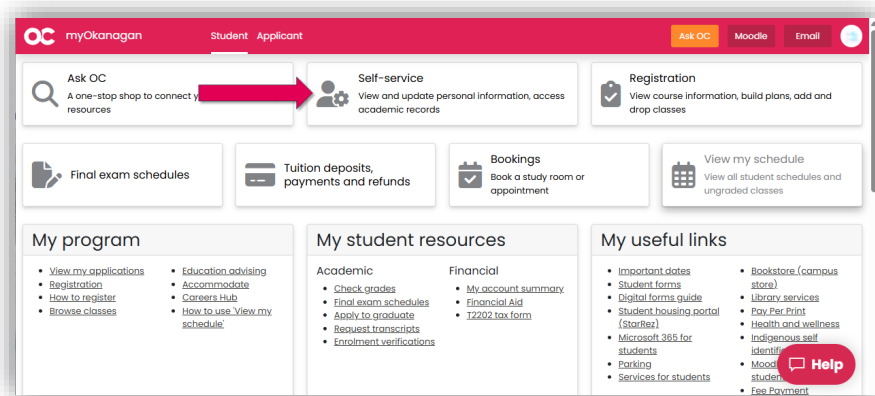 OC myOkanagan Student Applicant Ask OC Moodle Email
Ask OC
A one-stop shop to connect
resources
Self-service
View and update personal information, access
academic records
Registration
View course information, build plans, add and
drop classes
Final exam schedules
Tuition deposits,
payments and refunds
Bookings
Book a study room or
appointment
View my schedule
View all student schedules and
ungraded classes
My program
View my applications
Registration
How to register
Browse classes
Education advising
Accommodate
Careers Hub
How to use 'View my
schedule'
My student resources
Academic
Check grades
Final exam schedules
Apply to graduate
Request transcripts
Enrolment verifications
Financial
My account summary
Financial Aid
T2202 tax form
My useful links
Important dates
Student forms
Digital forms guide
Student housing portal
(StarRez)
Microsoft 365 for
students
Parking
Services for students
Bookstore (campus
store)
Library services
Pay Per Print
Health and wellness
Indigenous self
Fee Payment
Help